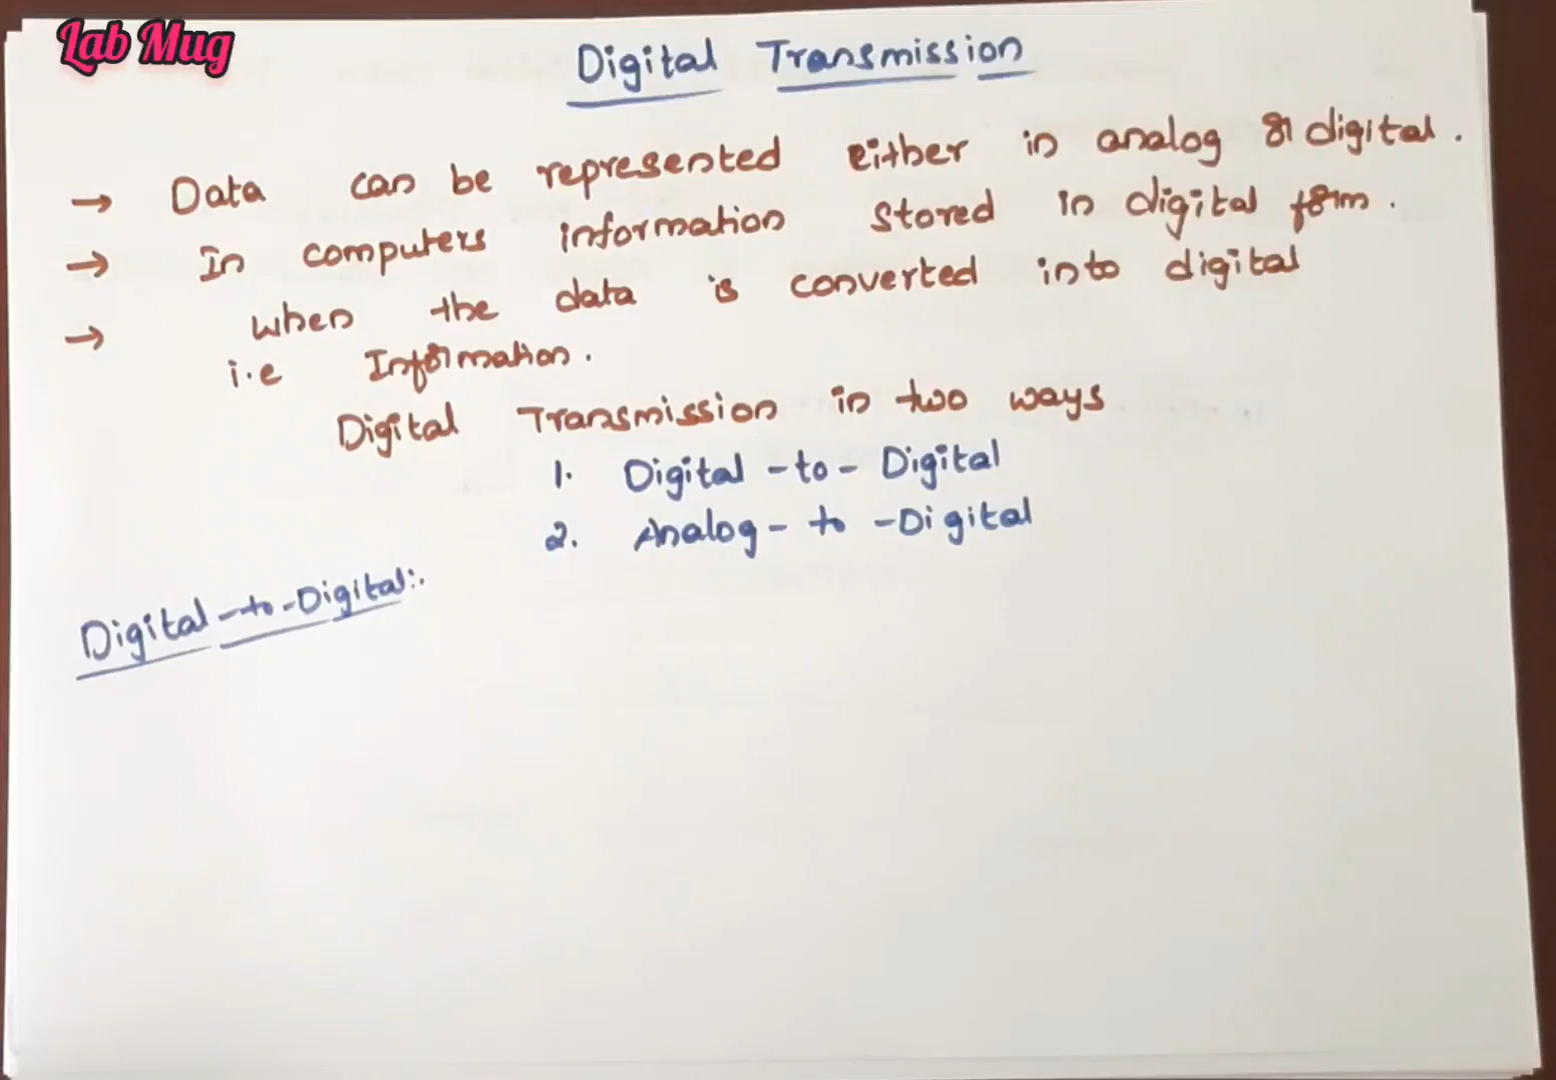 Lab Mug
Digital Transmission
→ Data can be represented either in analog or digital.
→ In computers information stored in digital form.
→ when the data is converted into digital
i.e Information.
Digital Transmission in two ways
1. Digital-to-Digital
2. Analog-to-Digital
Digital-to-Digital:-